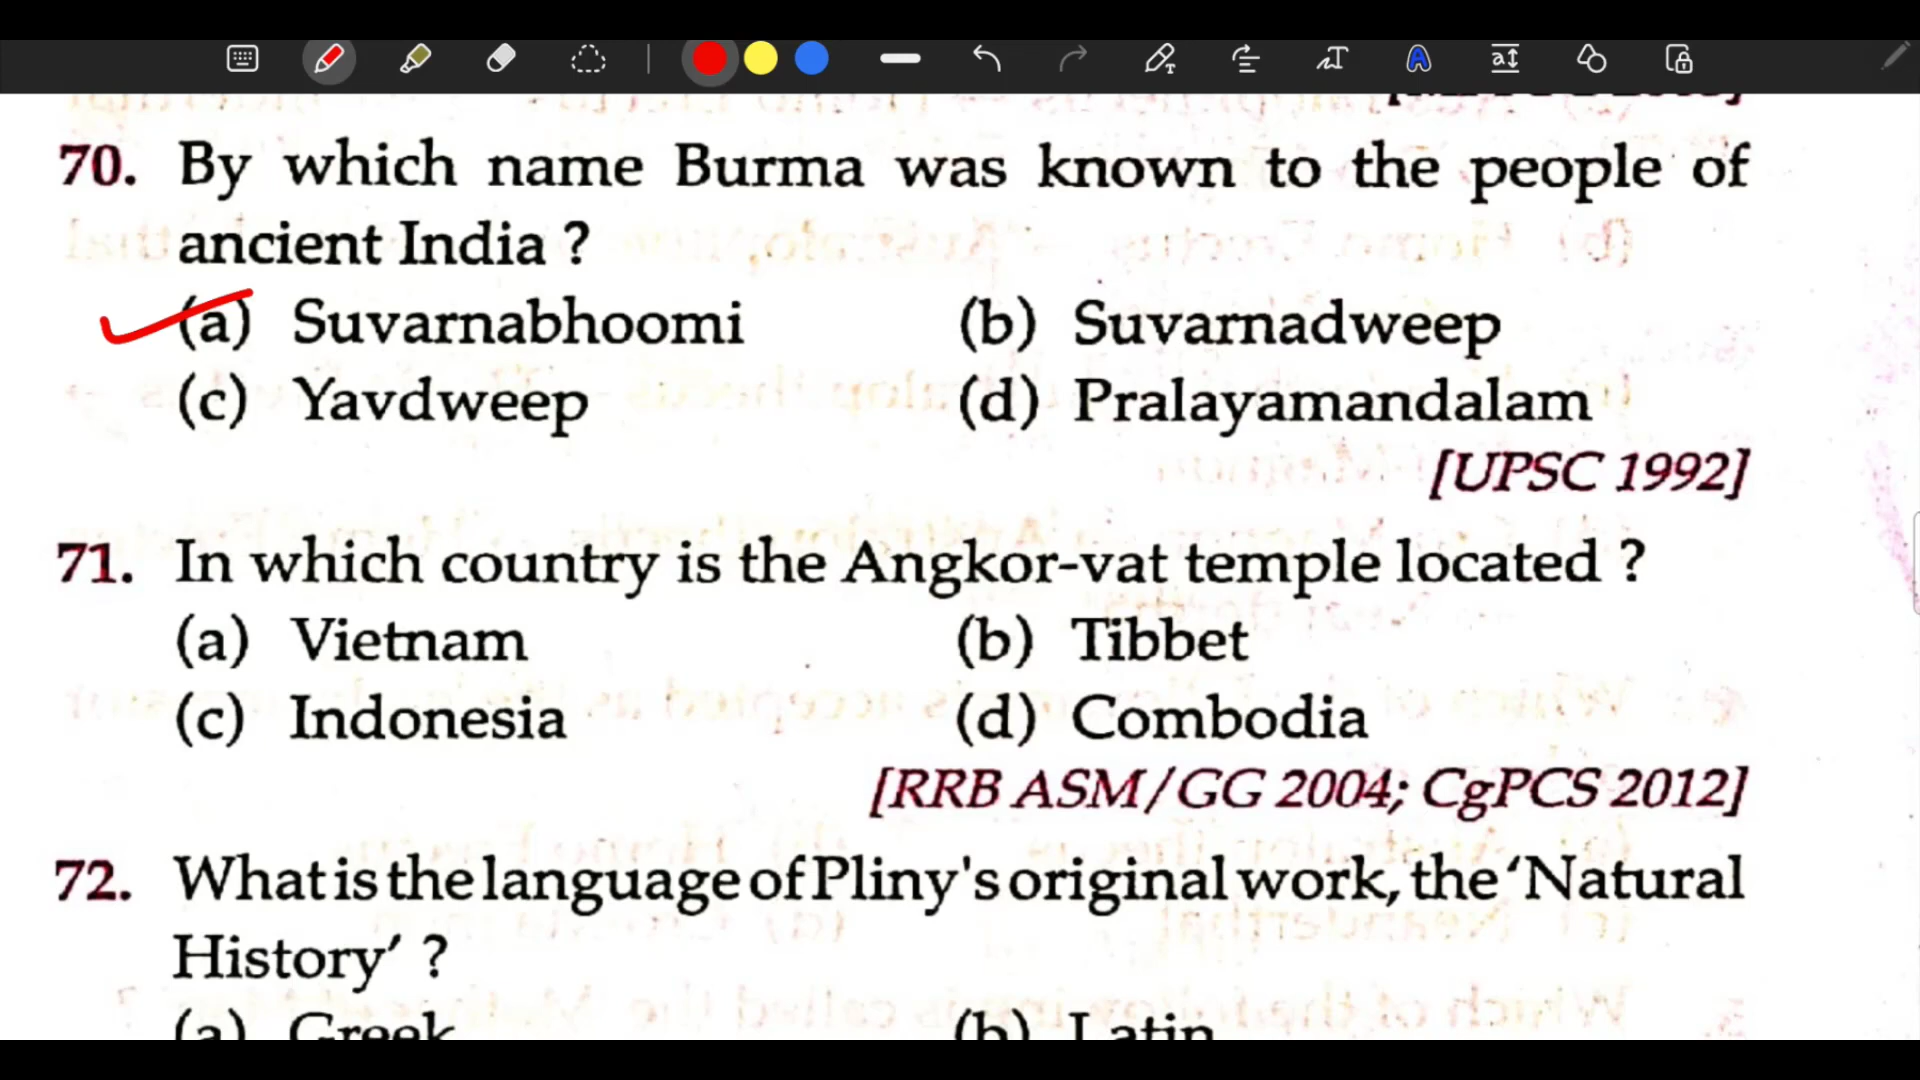 70. By which name Burma was known to the people of
ancient India ?
(a) Suvarnabhoomi (b) Suvarnadweep
(c) Yavdweep (d) Pralayamandalam
[UPSC 1992]
71. In which country is the Angkor-vat temple located ?
(a) Vietnam (b) Tibbet
(c) Indonesia (d) Combodia
[RRB ASM/GG 2004; CgPCS 2012]
72. What is the language of Pliny's original work, the 'Natural
History' ?
(a) Greek (b) Latin